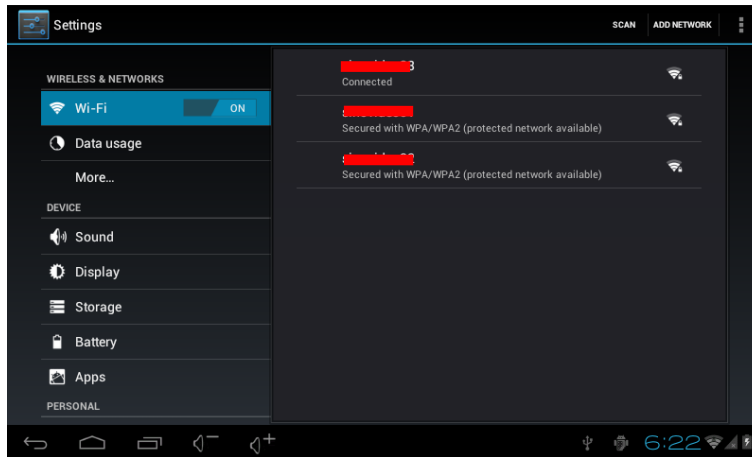 Settings
SCAN
ADD NETWORK
WIRELESS & NETWORKS
Wi-Fi
ON
Data usage
More...
DEVICE
Sound
Display
Storage
Battery
Apps
PERSONAL
Connected
Secured with WPA/WPA2 (protected network available)
Secured with WPA/WPA2 (protected network available)
6:22